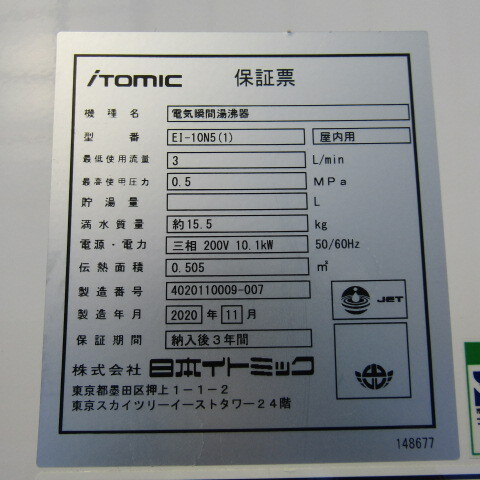 iTOMIC 保証票
機種名 電気瞬間湯沸器
型番 EI-10N5(1) 屋内用
最低使用流量 3 L/min
最高使用圧力 0.5 MPa
貯湯量 L
満水質量 約15.5 kg
電源・電力 三相 200V 10.1kW 50/60Hz
伝熱面積 0.505 ㎡
製造番号 4020110009-007
JET
製造年月 2020 年 11 月
保証期間 納入後3年間
株式会社 日本イトミック
東京都墨田区押上1-1-2
東京スカイツリーイーストタワー24階
148677